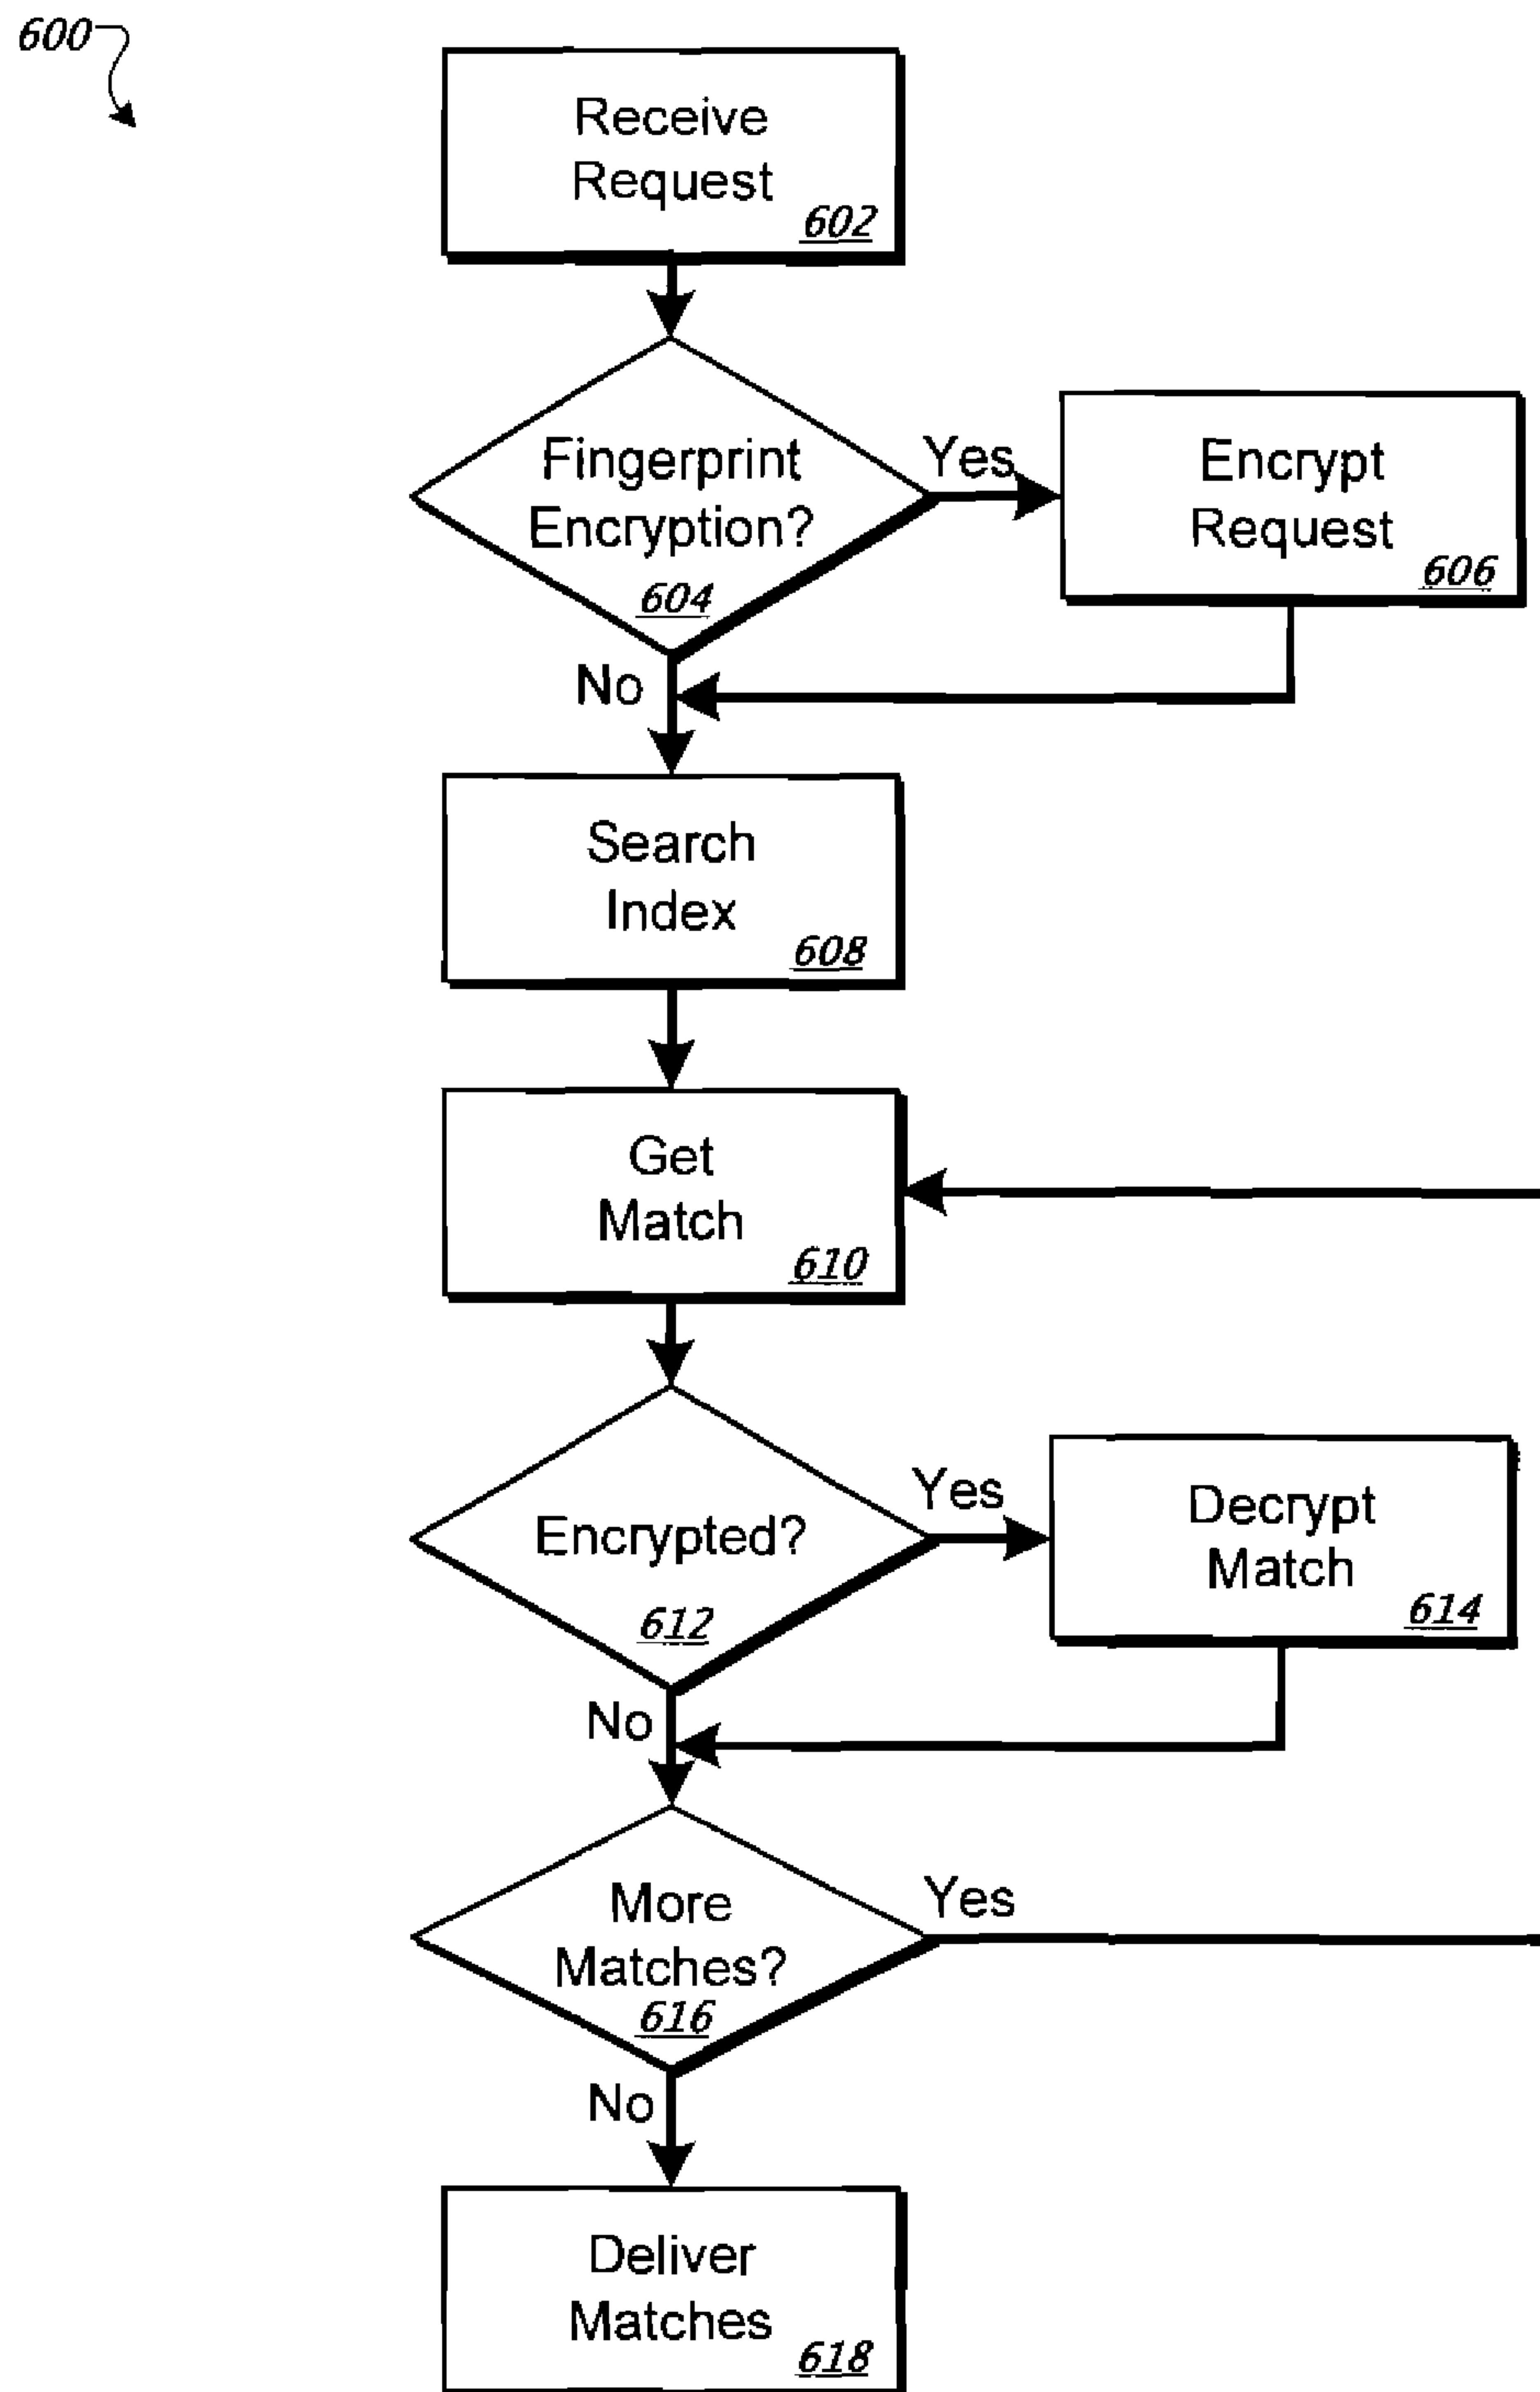 600
Receive
Request
602
Fingerprint
Encryption?
604
Yes
Encrypt
Request
606
No
Search
Index
608
Get
Match
610
Encrypted?
612
Yes
Decrypt
Match
614
No
More
Matches?
616
Yes
No
Deliver
Matches
618